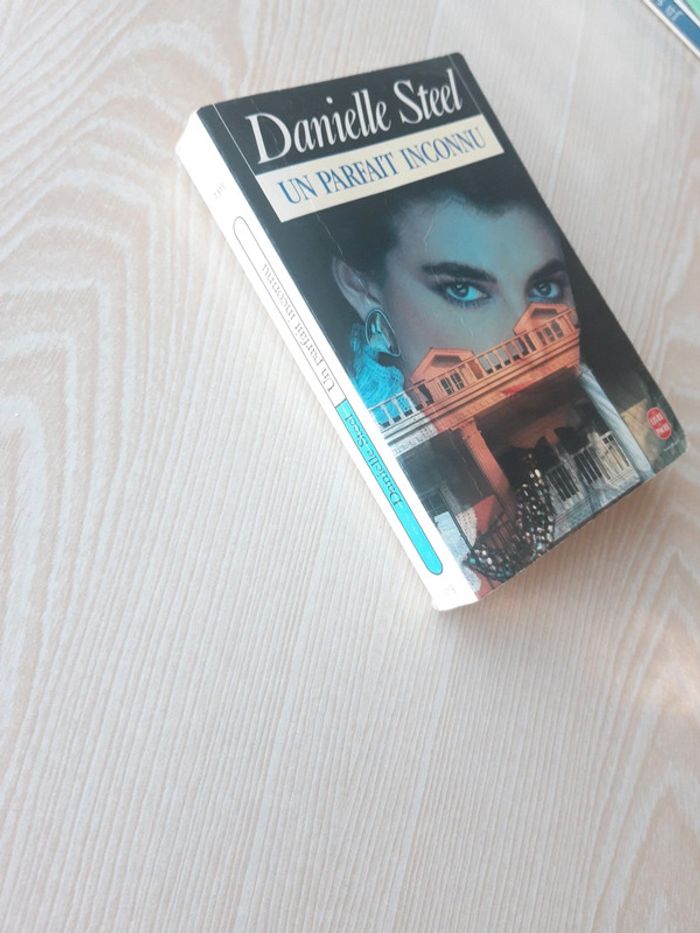 Danielle Steel
UN PARFAIT INCONNU
Un Parfait inconnu
Danielle Steel